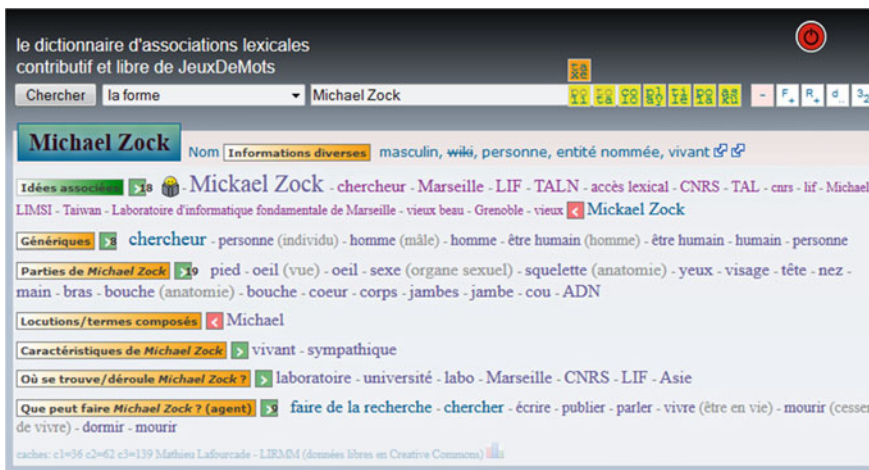 le dictionnaire d'associations lexicales
contributif et libre de JeuxDeMots
Chercher la forme Michael Zock - F+ R+ d..
Michael Zock Nom Informations diverses masculin, wiki, personne, entité nommée, vivant
Idées associées 18 - Mickael Zock - chercheur - Marseille - LIF - TALN - accès lexical - CNRS - TAL - cnrs - lif - Michael
LIMSI - Taiwan - Laboratoire d'informatique fondamentale de Marseille - vieux beau - Grenoble - vieux < Mickael Zock
Génériques > 8 chercheur - personne (individu) - homme (mâle) - homme - être humain (homme) - être humain - humain - personne
Parties de Michael Zock 19 pied - oeil (vue) - oeil - sexe (organe sexuel) - squelette (anatomie) - yeux - visage - tête - nez -
main - bras - bouche (anatomie) - bouche - coeur - corps - jambes - jambe - cou - ADN
Locutions/termes composés < Michael
Caractéristiques de Michael Zock > vivant - sympathique
Où se trouve/déroule Michael Zock ? > laboratoire - université - labo - Marseille - CNRS - LIF - Asie
Que peut faire Michael Zock ? (agent) > 9 faire de la recherche - chercher - écrire - publier - parler - vivre (être en vie) - mourir (cesser
de vivre) - dormir - mourir
caches: c1=36 c2=62 c3=139 Mathieu Lafourcade - LIRMM (données libres en Creative Commons)